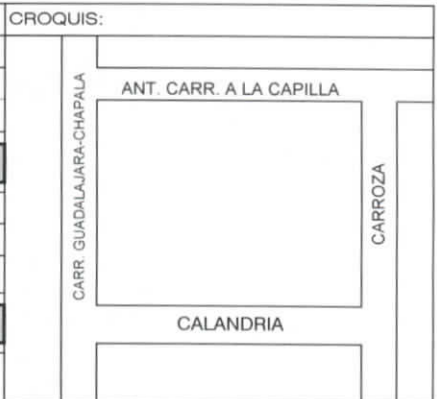 CROQUIS:
ANT. CARR. A LA CAPILLA
CARR. GUADALAJARA-CHAPALA
CARROZA
CALANDRIA